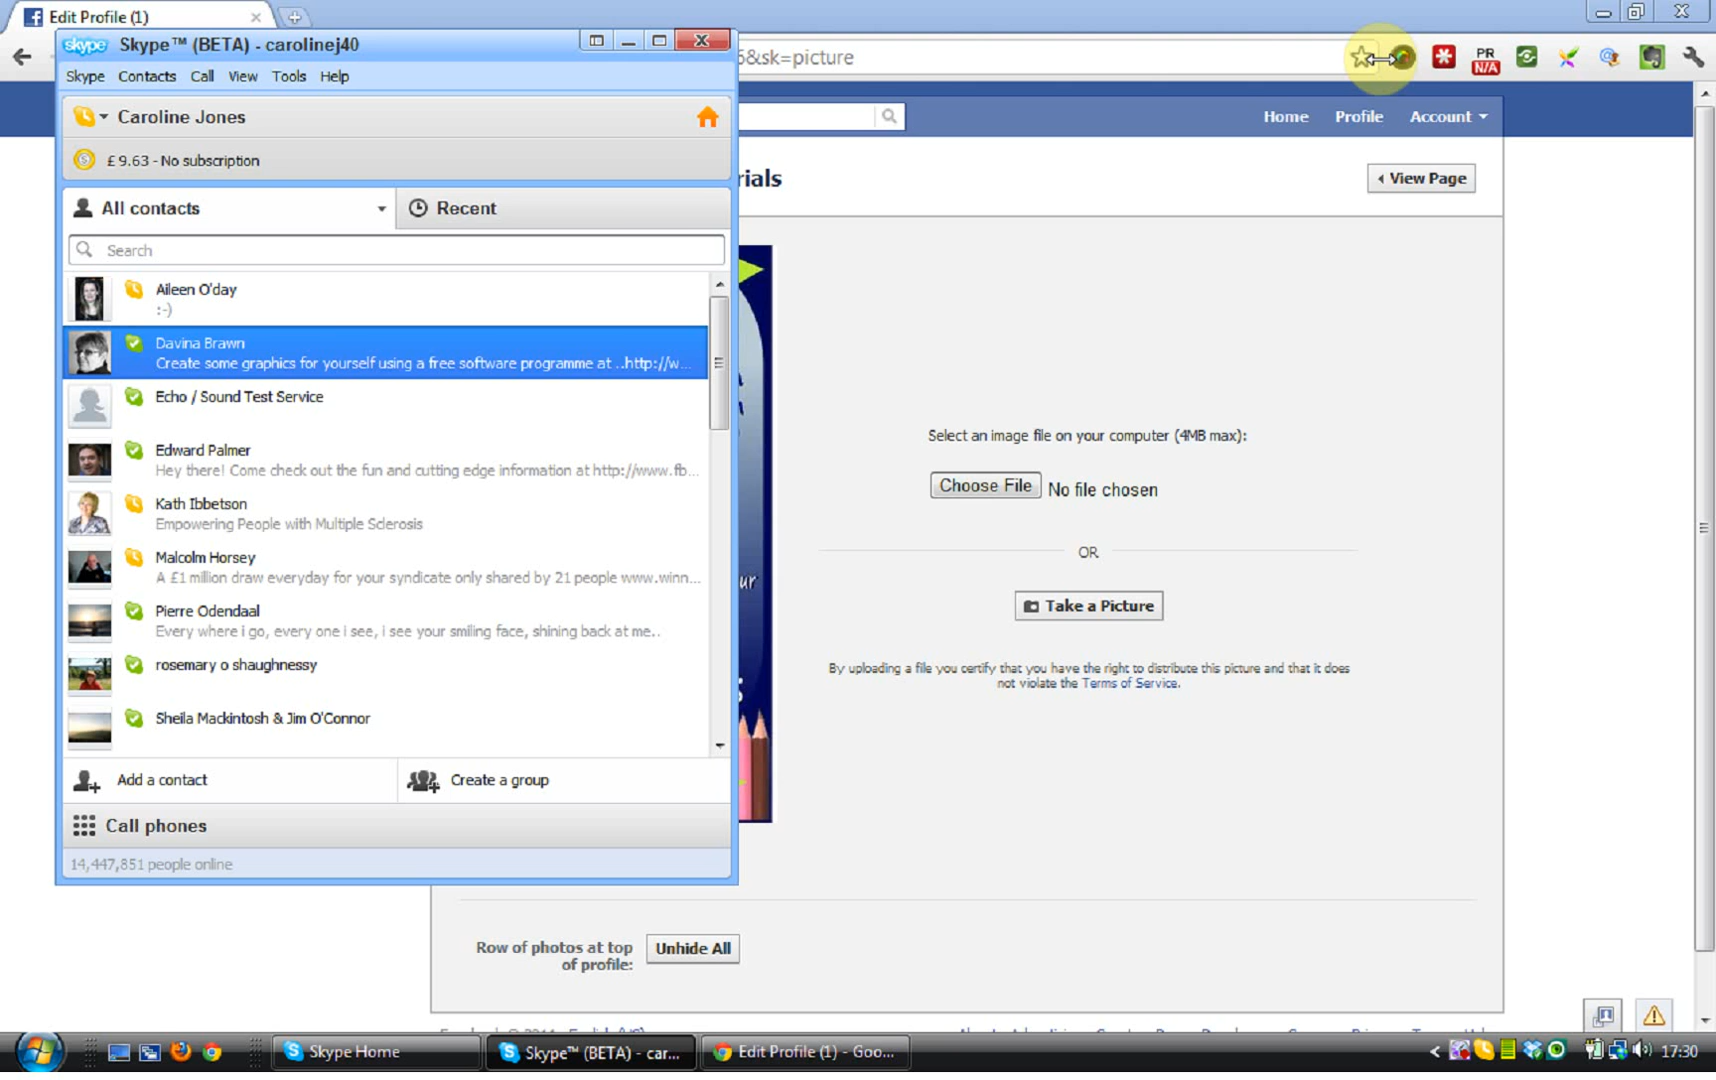 Edit Profile (1)
skype Skype™ (BETA) - carolinej40
Skype Contacts Call View Tools Help
&sk=picture
PR
N/A
Caroline Jones
£ 9.63 - No subscription
Home Profile Account
rials
View Page
All contacts
Recent
Search
Aileen O'day
:-)
Davina Brawn
Create some graphics for yourself using a free software programme at ..http://w...
Echo / Sound Test Service
Edward Palmer
Hey there! Come check out the fun and cutting edge information at http://www.fb...
Kath Ibbetson
Empowering People with Multiple Sclerosis
Malcolm Horsey
A £1 million draw everyday for your syndicate only shared by 21 people www.winn...
Pierre Odendaal
Every where i go, every one i see, i see your smiling face, shining back at me..
rosemary o shaughnessy
Sheila Mackintosh & Jim O'Connor
Add a contact
Create a group
Call phones
14,447,851 people online
Select an image file on your computer (4MB max):
Choose File No file chosen
OR
ur
Take a Picture
By uploading a file you certify that you have the right to distribute this picture and that it does
not violate the Terms of Service.
Row of photos at top
of profile:
Unhide All
Skype Home
Skype™ (BETA) - car...
Edit Profile (1) - Goo...
17:30